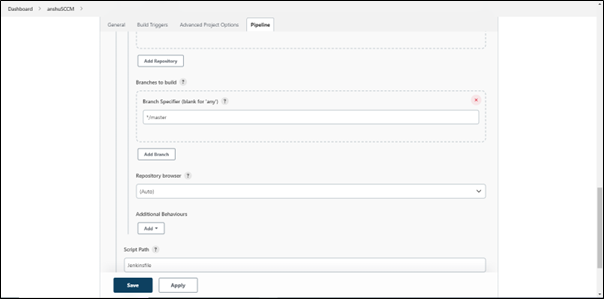 Dashboard > anshuSCCM >
General Build Triggers Advanced Project Options Pipeline
Add Repository
Branches to build ?
Branch Specifier (blank for 'any') ?
×
*/master
Add Branch
Repository browser ?
(Auto)
Additional Behaviours
Add
Script Path ?
Jenkinsfile
Save Apply